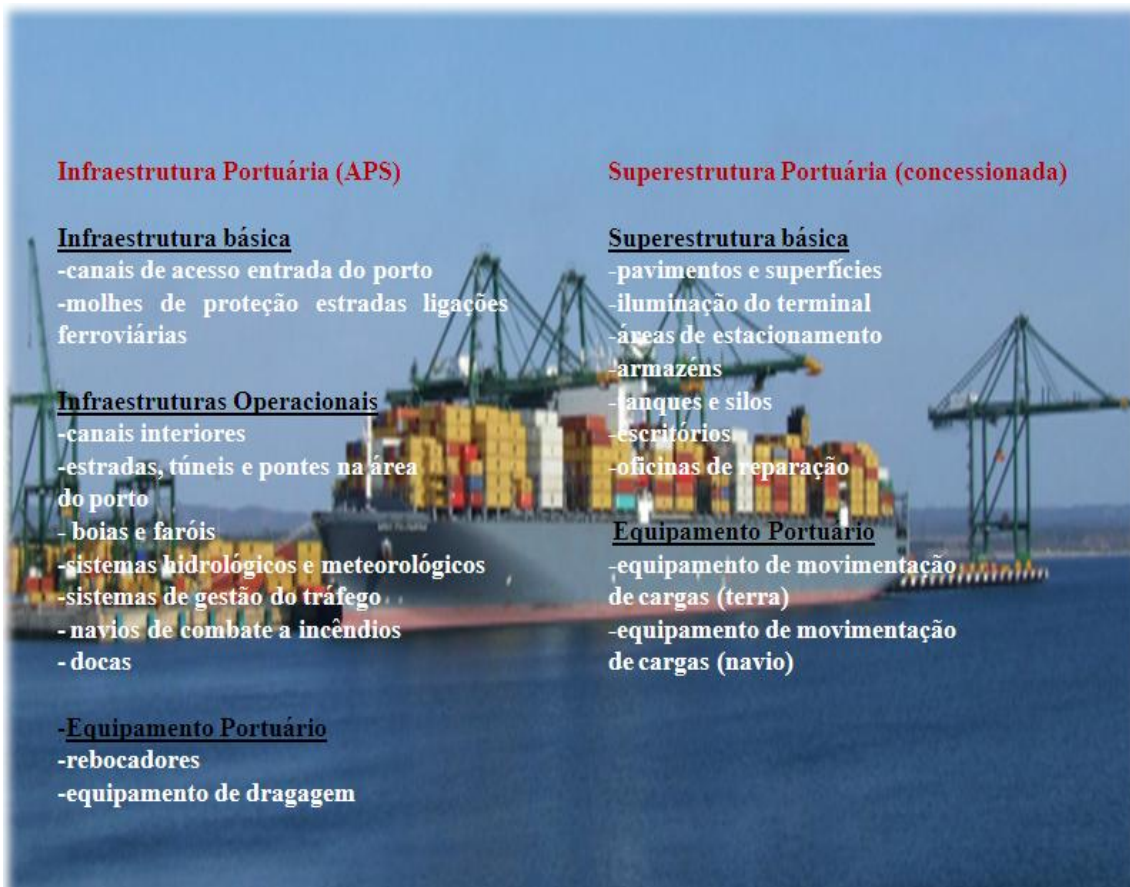 Infraestrutura Portuária (APS)
Infraestrutura básica
-canais de acesso entrada do porto
-molhes de proteção estradas ligações
ferroviárias
Infraestruturas Operacionais
-canais interiores
-estradas, túneis e pontes na área
do porto
- boias e faróis
-sistemas hidrológicos e meteorológicos
-sistemas de gestão do tráfego
- navios de combate a incêndios
- docas
-Equipamento Portuário
-rebocadores
-equipamento de dragagem
Superestrutura Portuária (concessionada)
Superestrutura básica
-pavimentos e superfícies
-iluminação do terminal
-áreas de estacionamento
-armazéns
-tanques e silos
-escritórios
-oficinas de reparação
Equipamento Portuário
-equipamento de movimentação
de cargas (terra)
-equipamento de movimentação
de cargas (navio)